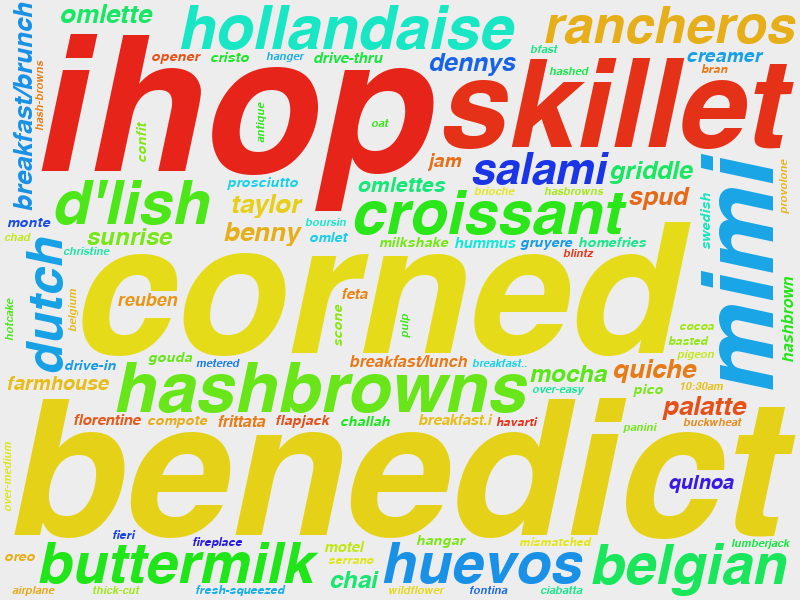 omlette
hollandaise
rancheros
breakfast/brunch
hash-browns
ihop
opener
cristo
hanger
drive-thru
dennys
bfast
hashed
creamer
bran
skillet
confit
antique
oat
jam
salami
griddle
mimi
provolone
d'lish
prosciutto
taylor
omlettes
brioche
hasbrowns
spud
swedish
croissant
monte
chad
sunrise
christine
benny
boursin
omlet
milkshake
hummus
gruyere
homefries
blintz
dutch
hotcake
belgium
corned
reuben
feta
scone
pulp
hashbrown
cocoa
basted
pigeon
drive-in
gouda
metered
breakfast/lunch
breakfast..
mocha
quiche
farmhouse
hashbrowns
over-easy
pico
10:30am
palatte
florentine
compote
frittata
flapjack
challah
breakfast.i
havarti
panini
buckwheat
over-medium
benedict
quinoa
fieri
fireplace
motel
hangar
mismatched
lumberjack
oreo
buttermilk
serrano
chai
huevos
belgian
airplane
thick-cut
fresh-squeezed
wildflower
fontina
ciabatta